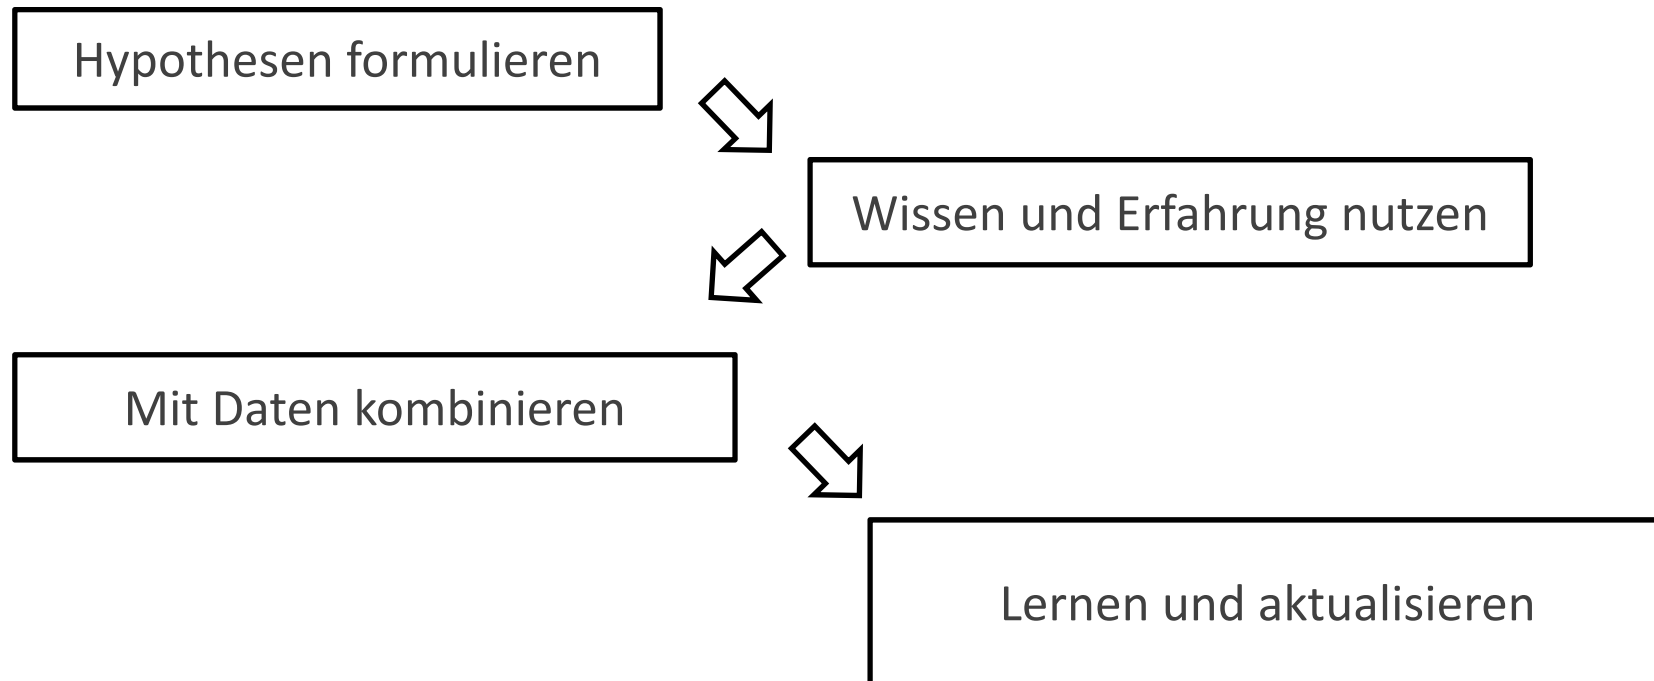 Hypothesen formulieren
Wissen und Erfahrung nutzen
Mit Daten kombinieren
Lernen und aktualisieren